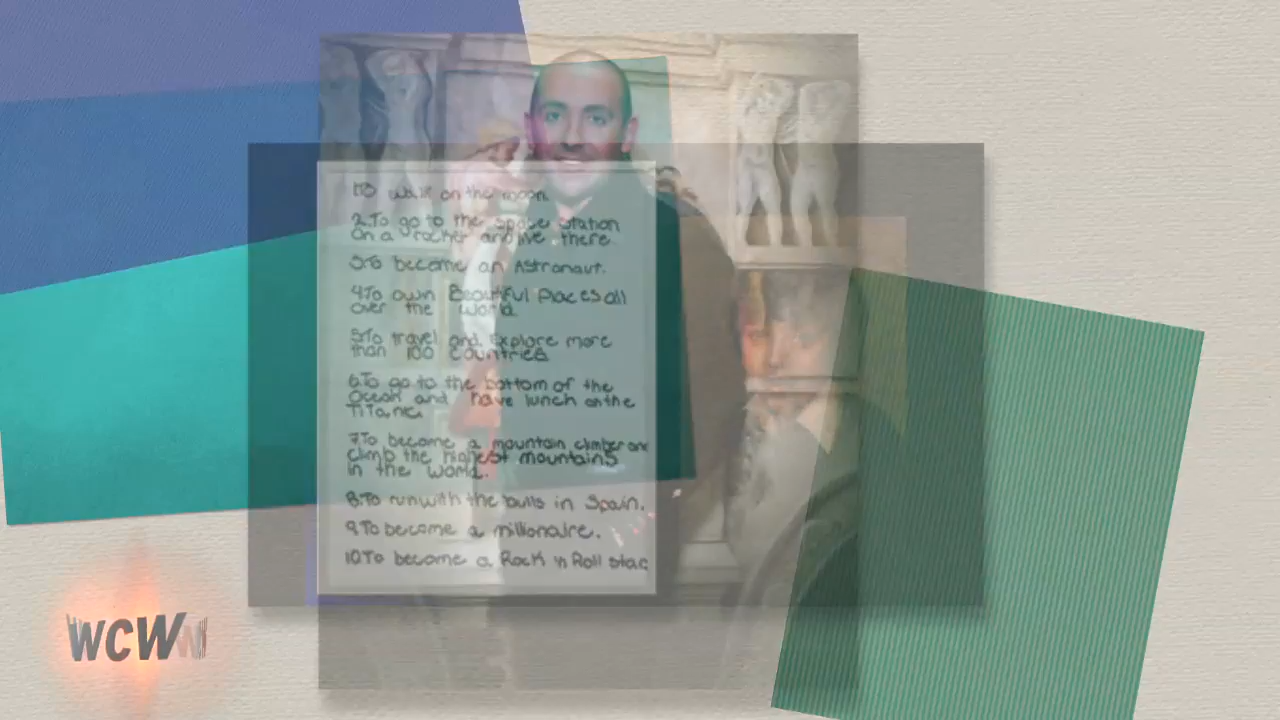 1.To walk on the moon.
2.To go to the space station
on a rocket and live there.
3.To become an Astronaut.
4.To own Beautiful Places all
over the world.
5.To travel and Explore more
than 100 countries
6.To go to the bottom of the
Ocean and have lunch on the
TiTanic.
7.To become a mountain climber and
climb the highest mountains
in the world.
8.To run with the bulls in Spain.
9.To become a millionaire.
10.To become a Rock n Roll star
WCW